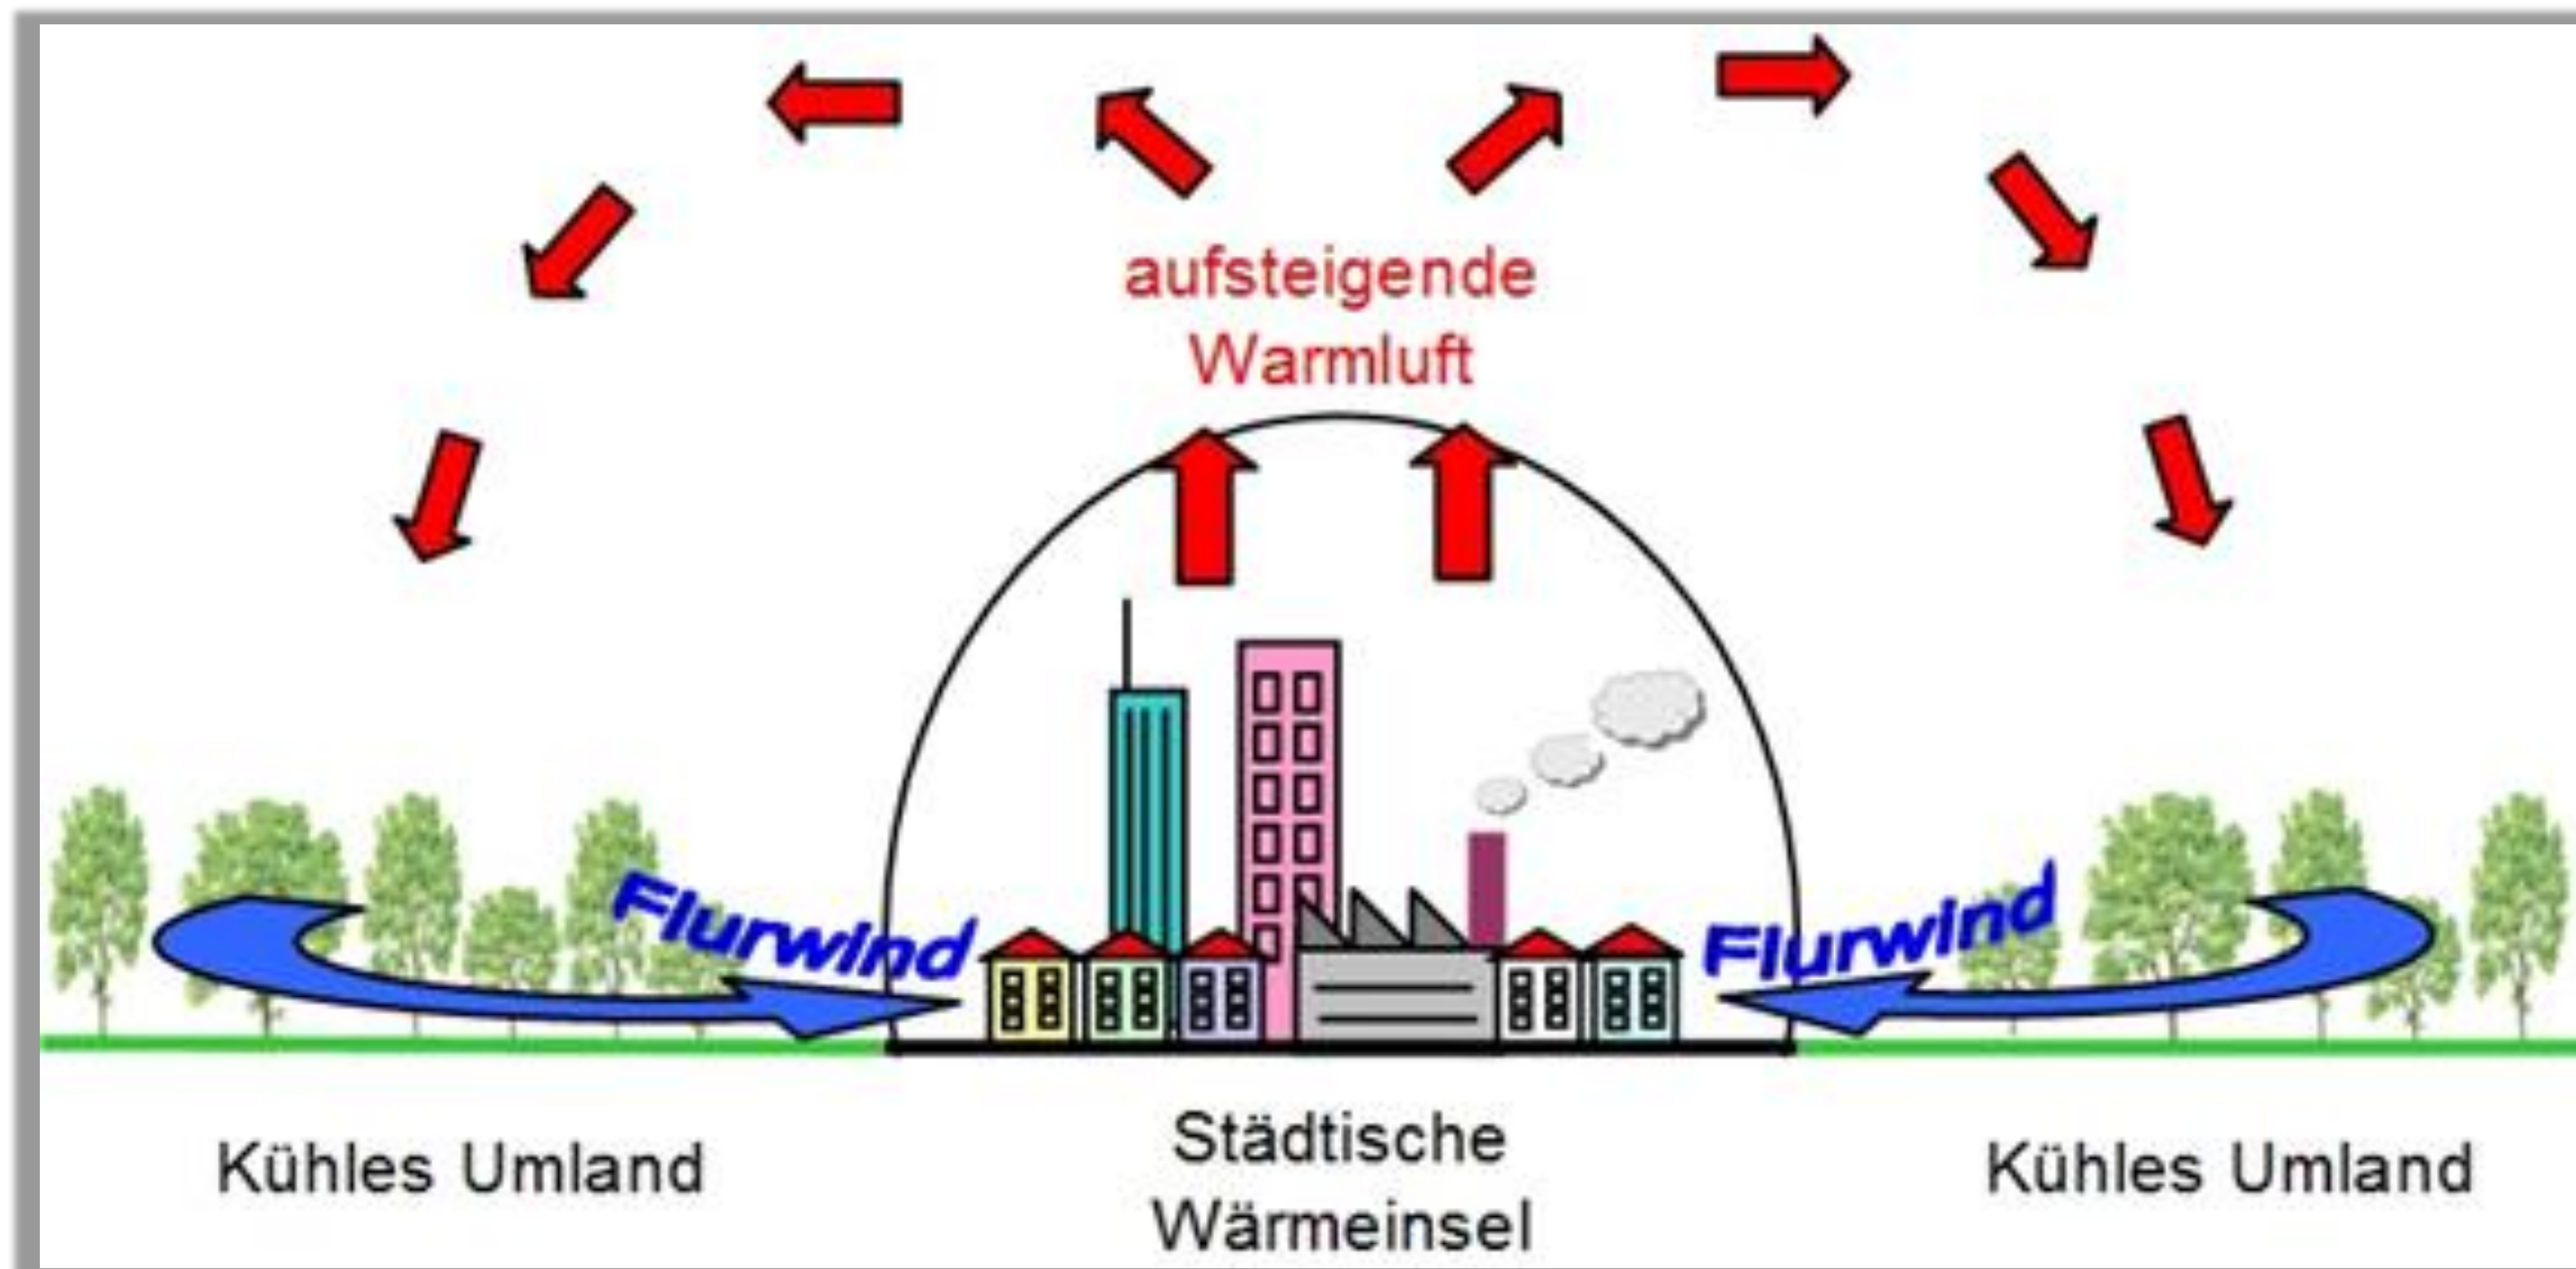 aufsteigende
Warmluft
Flurwind
Flurwind
Kühles Umland
Städtische
Wärmeinsel
Kühles Umland